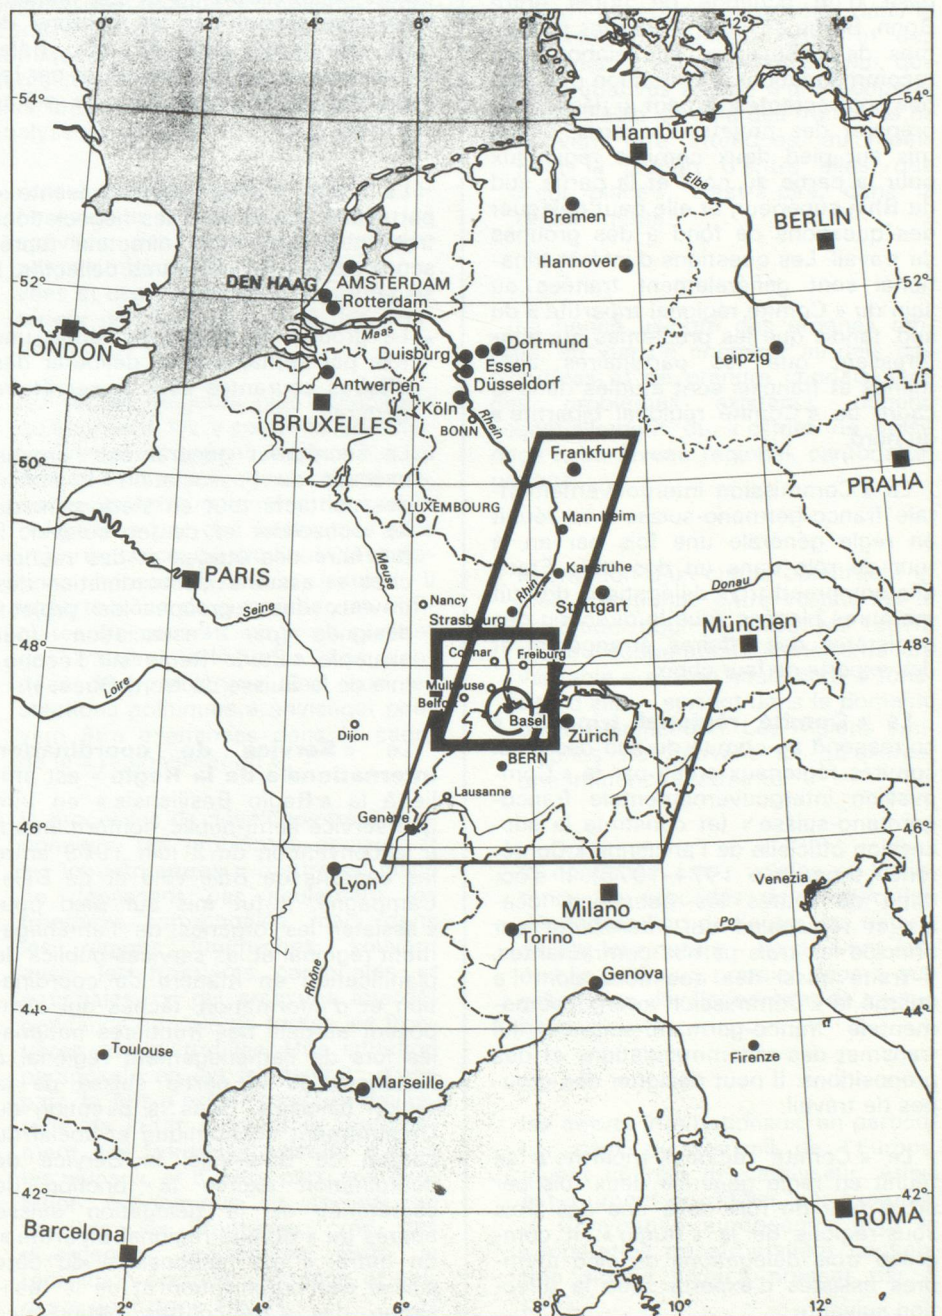 0° 2° 4° 6° 8° 10° 12° 14°
54° 54°
Hamburg
Elbe
Bremen
BERLIN
Hannover
52° 52°
DEN HAAG AMSTERDAM
Rotterdam
LONDON
Maas
Duisburg Dortmund
Essen
Düsseldorf
Leipzig
Antwerpen
BRUXELLES
Köln
BONN
Rhein
50° 50°
Frankfurt
PRAHA
LUXEMBOURG
Mannheim
Meuse
PARIS
Karlsruhe
Seine
Nancy
Rhin
Donau
Strasbourg
Stuttgart
München
48° 48°
Loire
Colmar Freiburg
Mulhouse
Belfort
Basel
Dijon
Zürich
BERN
Lausanne
46° 46°
Genève
Lyon
Venezia
Milano
Po
Torino
Rhône
Genova
44° 44°
Toulouse
Firenze
Marseille
42° 42°
Barcelona
ROMA
2° 4° 6° 8° 10° 12°